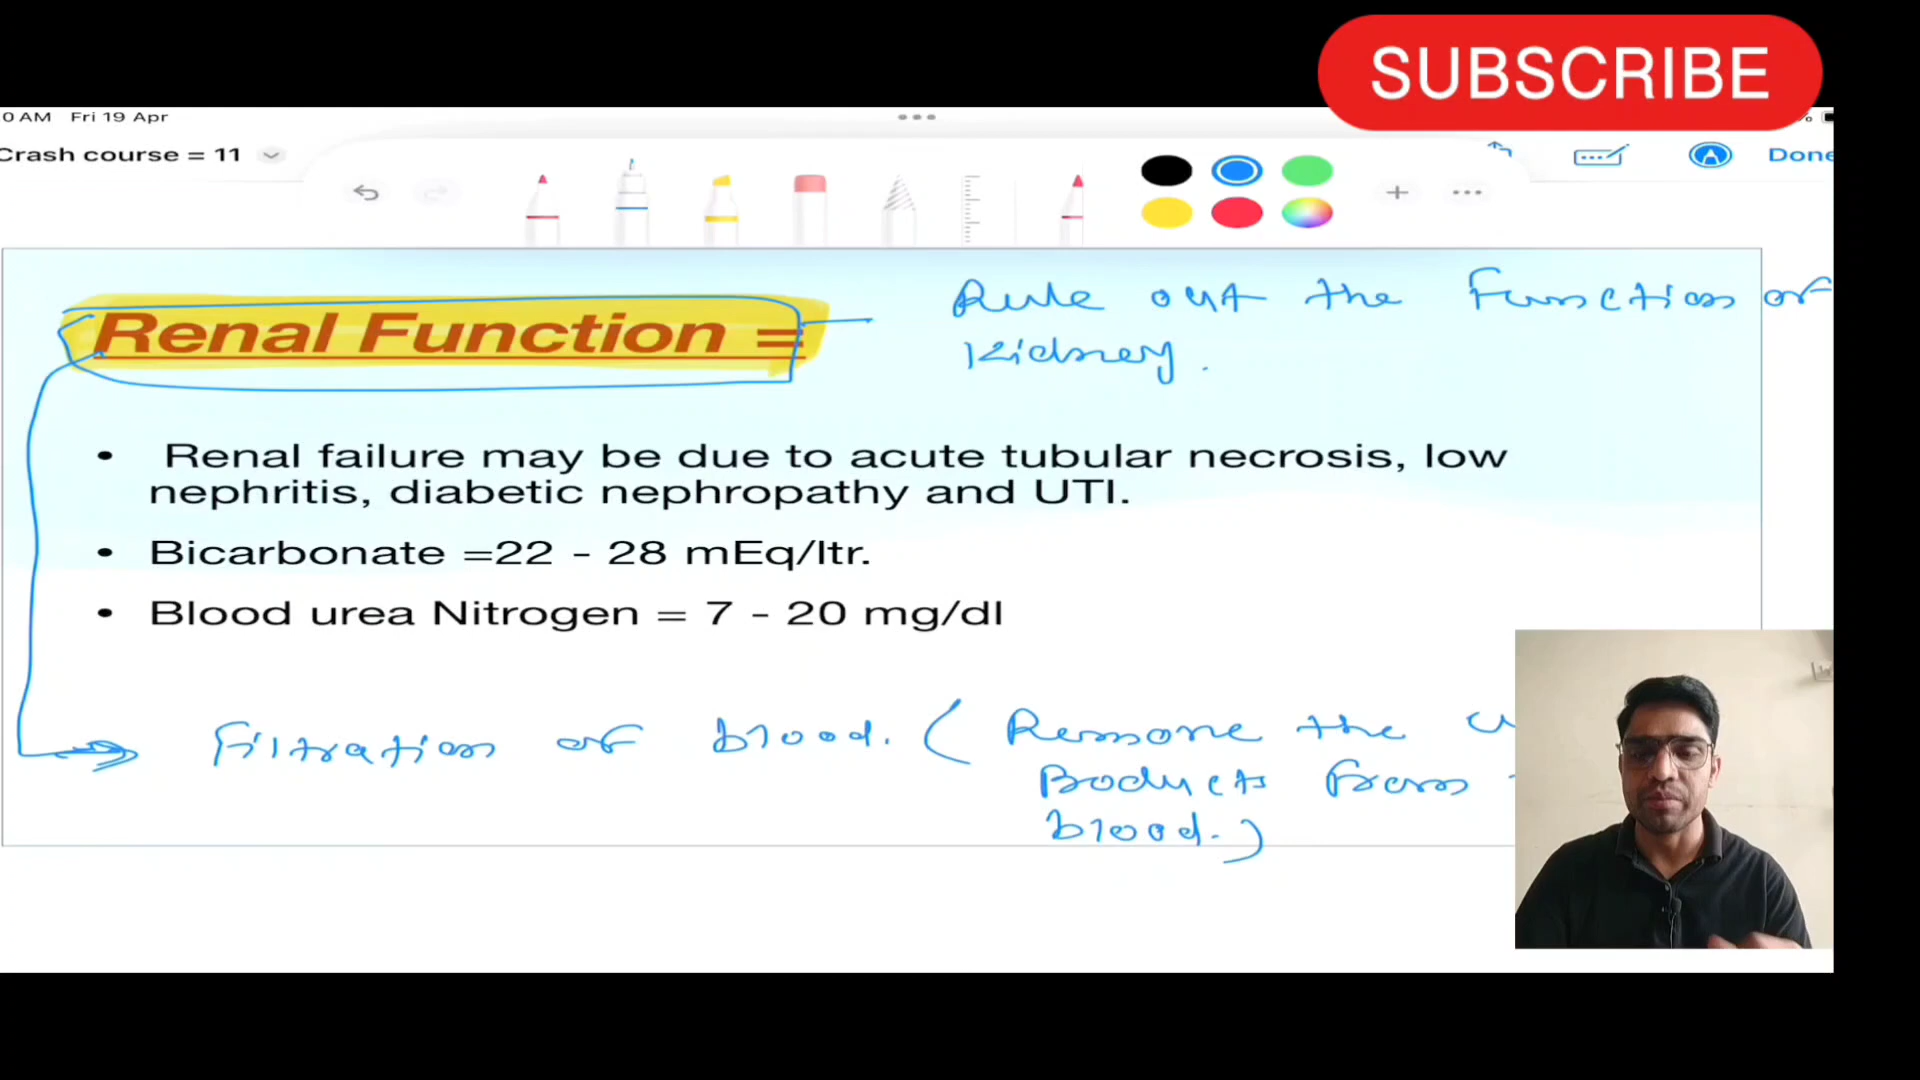 SUBSCRIBE
0 AM Fri 19 Apr
Crash course = 11
Done
Renal Function =
Rule out the Function of
Kidney.
• Renal failure may be due to acute tubular necrosis, low
nephritis, diabetic nephropathy and UTI.
• Bicarbonate =22 - 28 mEq/ltr.
• Blood urea Nitrogen = 7 - 20 mg/dl
Filtration of blood. (Remove the
Products from
blood.)